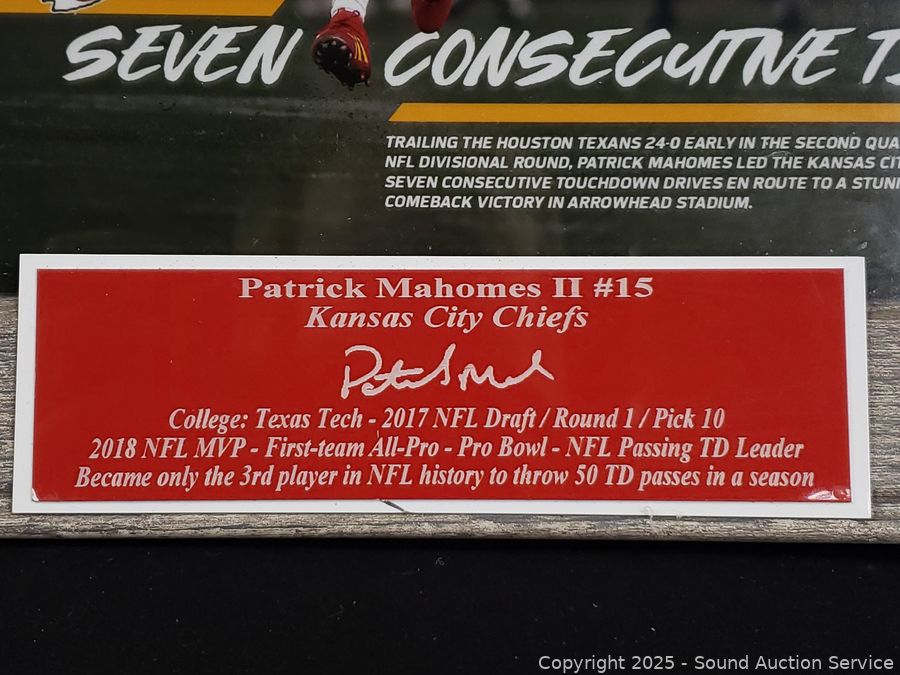 SEVEN CONSECUTIVE
TRAILING THE HOUSTON TEXANS 24-0 EARLY IN THE SECOND
NFL DIVISIONAL ROUND, PATRICK MAHOMES LED THE KANSAS
SEVEN CONSECUTIVE TOUCHDOWN DRIVES EN ROUTE TO A
COMEBACK VICTORY IN ARROWHEAD STADIUM.
Patrick Mahomes II #15
Kansas City Chiefs
College: Texas Tech - 2017 NFL Draft / Round 1 / Pick 10
2018 NFL MVP - First-team All-Pro - Pro Bowl - NFL Passing TD Leader
Became only the 3rd player in NFL history to throw 50 TD passes in a season
Copyright © 2025 - Sound Auction Service